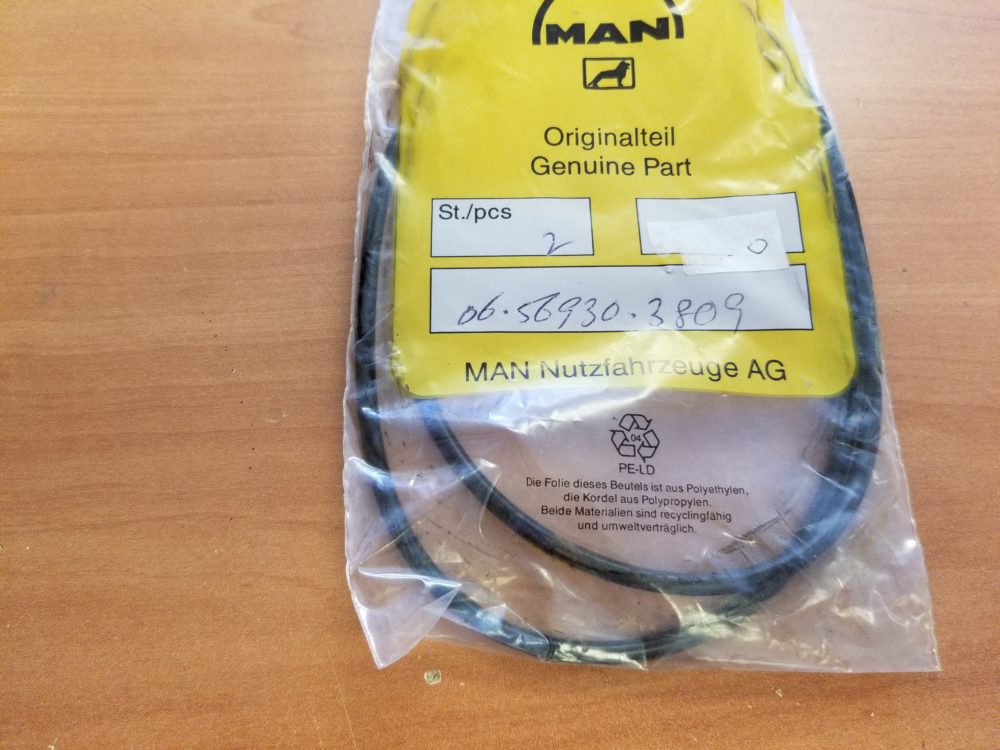 MAN
Originalteil
Genuine Part
St./pcs
2
0
06.56930.3809
MAN Nutzfahrzeuge AG
04
PE-LD
Die Folie dieses Beutels ist aus Polyethylen,
die Kordel aus Polypropylen.
Beide Materialien sind recyclingfähig
und umweltverträglich.